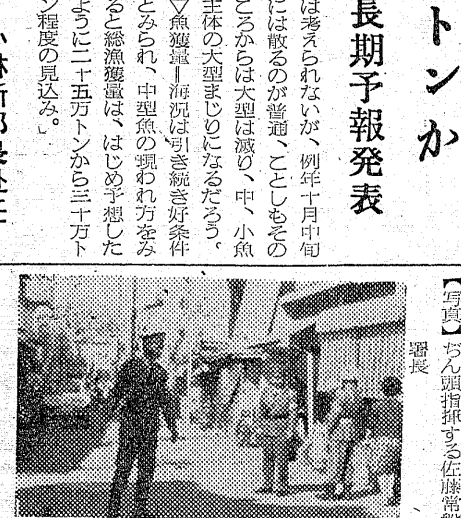 トンか
長期予報発表
は考えられないが、例年十月中旬
には散るのが普通、ことしもその
ころからは大型は減り、中、小魚
主体の大型まじりになるだろう。
▽魚獲量＝海況は引き続き好条件
とみられ、中型魚の現われ方をみ
ると総漁獲量は、はじめ予想した
ように二十五万トンから三十万ト
ン程度の見込み。」
【写真】ぢん頭指揮する佐藤常
署長